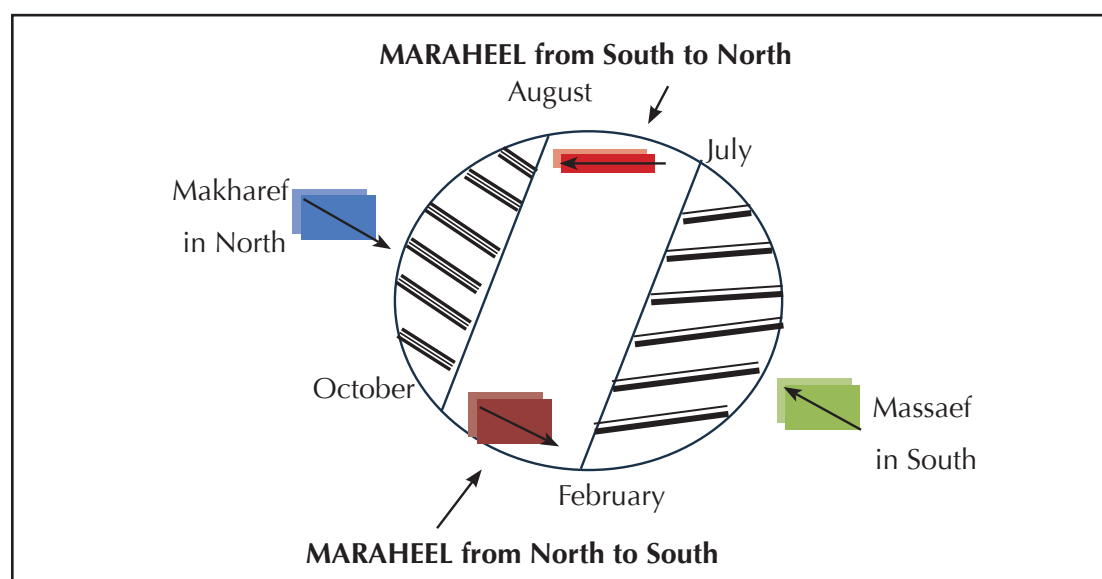 MARAHEEL from South to North
August
July
Makharef
in North
October
Massaef
in South
February
MARAHEEL from North to South